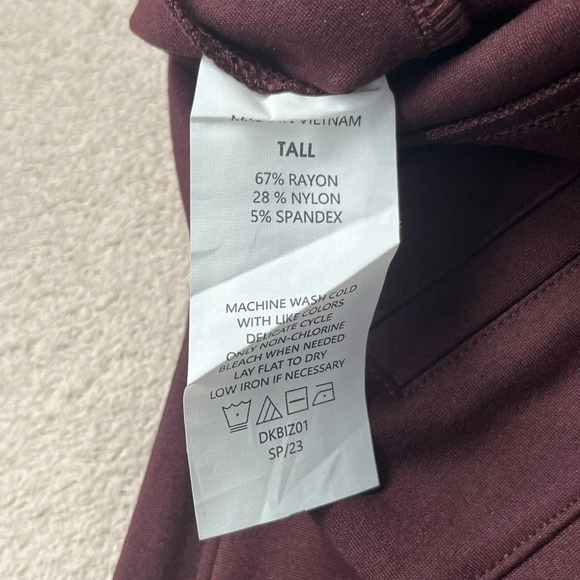 VIETNAM
TALL
67% RAYON
28 % NYLON
5% SPANDEX
MACHINE WASH COLD
WITH LIKE COLORS
DELICATE CYCLE
ONLY NON-CHLORINE
BLEACH WHEN NEEDED
LAY FLAT TO DRY
LOW IRON IF NECESSARY
DKBIZ01
SP/23